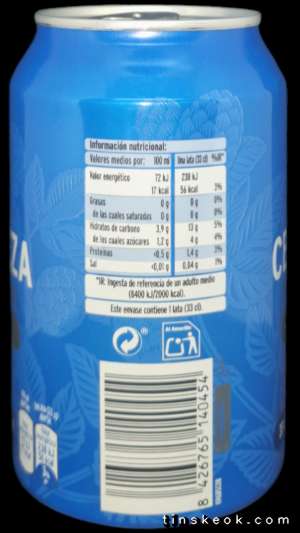 Información nutricional:
Valores medios por: 100 ml Una lata (33 cl) %IR*
Valor energético 72 kJ 238 kJ
17 kcal 56 kcal 3%
Grasas 0 g 0 g 0%
de las cuales saturadas 0 g 0 g 0%
Hidratos de carbono 3,9 g 13 g 5%
de los cuales azúcares 1,2 g 4 g 4%
Proteínas <0,5 g 1,4 g 3%
Sal <0,01 g 0,04 g
*IR: Ingesta de referencia de un adulto medio
(8400 kJ/2000 kcal).
Este envase contiene 1 lata (33 cl).
ZA
CE
Al Amarillo
8 426765 140454
tinskeok.com